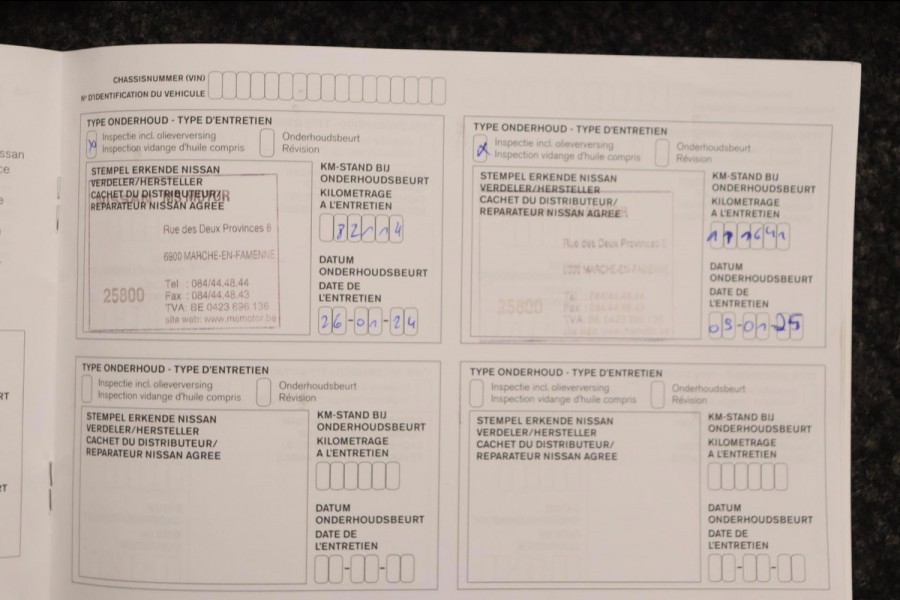 CHASSISNUMMER (VIN)
N° D'IDENTIFICATION DU VEHICULE
TYPE ONDERHOUD - TYPE D'ENTRETIEN
Inspectie incl. olieverversing
Inspection vidange d'huile compris
Onderhoudsbeurt
Révision
STEMPEL ERKENDE NISSAN
VERDELER/HERSTELLER
CACHET DU DISTRIBUTEUR/
REPARATEUR NISSAN AGREE
Rue des Deux Provinces 8
6900 MARCHE-EN-FAMENNE
25800
Tel : 084/44.48.44
Fax : 084/44.48.43
TVA: BE 0423 696 136
KM-STAND BIJ
ONDERHOUDSBEURT
KILOMETRAGE
A L'ENTRETIEN
82114
DATUM
ONDERHOUDSBEURT
DATE DE
L'ENTRETIEN
26-01-24
TYPE ONDERHOUD - TYPE D'ENTRETIEN
Inspectie incl. olieverversing
Inspection vidange d'huile compris
Onderhoudsbeurt
Révision
STEMPEL ERKENDE NISSAN
VERDELER/HERSTELLER
CACHET DU DISTRIBUTEUR/
REPARATEUR NISSAN AGREE
Rue des Deux Provinces
MARCHE-EN-FAMENNE
25800
KM-STAND BIJ
ONDERHOUDSBEURT
KILOMETRAGE
A L'ENTRETIEN
DATUM
ONDERHOUDSBEURT
DATE DE
L'ENTRETIEN
09-01-25
TYPE ONDERHOUD - TYPE D'ENTRETIEN
Inspectie incl. olieverversing
Inspection vidange d'huile compris
Onderhoudsbeurt
Révision
STEMPEL ERKENDE NISSAN
VERDELER/HERSTELLER
CACHET DU DISTRIBUTEUR/
REPARATEUR NISSAN AGREE
KM-STAND BIJ
ONDERHOUDSBEURT
KILOMETRAGE
A L'ENTRETIEN
DATUM
ONDERHOUDSBEURT
DATE DE
L'ENTRETIEN
TYPE ONDERHOUD - TYPE D'ENTRETIEN
Inspectie incl. olieverversing
Inspection vidange d'huile compris
Onderhoudsbeurt
Révision
STEMPEL ERKENDE NISSAN
VERDELER/HERSTELLER
CACHET DU DISTRIBUTEUR/
REPARATEUR NISSAN AGREE
KM-STAND BIJ
ONDERHOUDSBEURT
KILOMETRAGE
A L'ENTRETIEN
DATUM
ONDERHOUDSBEURT
DATE DE
L'ENTRETIEN